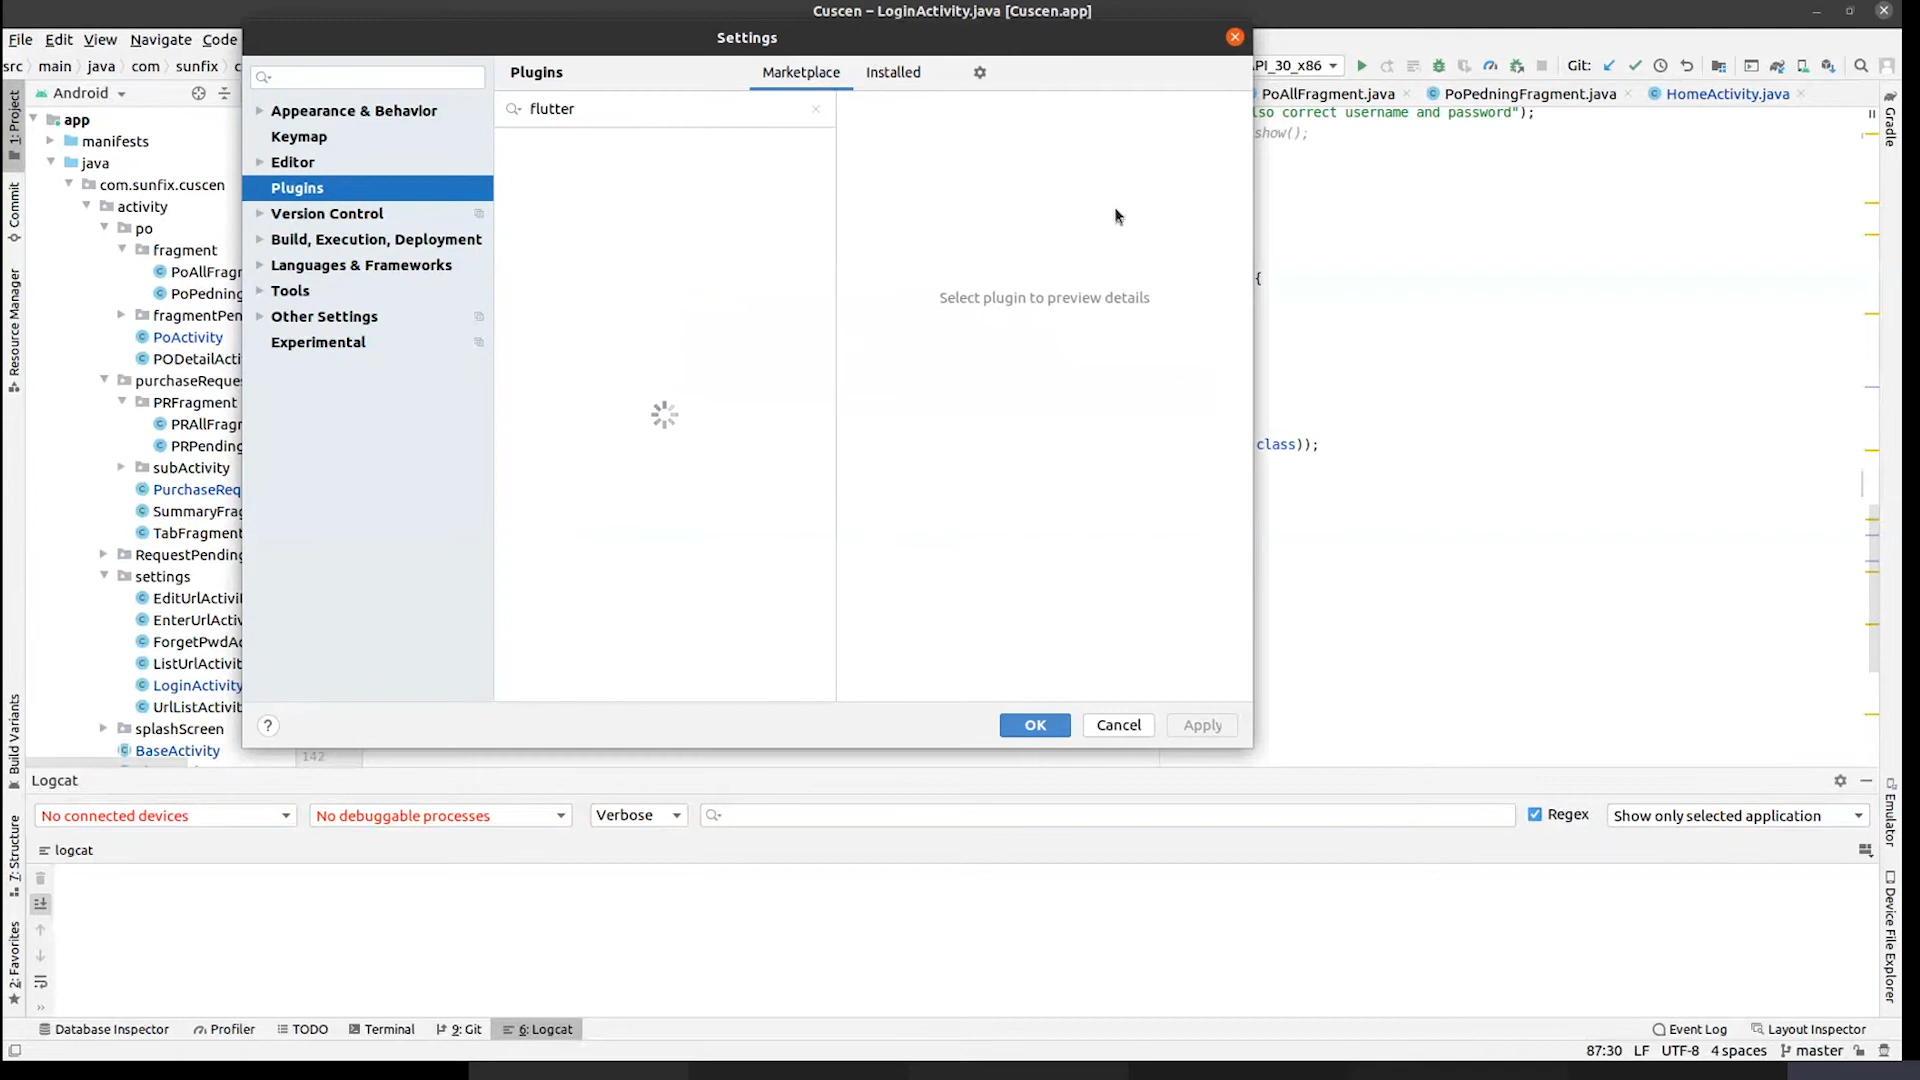 Cuscen – LoginActivity.java [Cuscen.app]
File Edit View Navigate Code
Settings
src main java com sunfix
API_30_x86
Git:
Android
Plugins
Marketplace
Installed
PoAllFragment.java
PoPedningFragment.java
HomeActivity.java
flutter
so correct username and password");
show();
{
class));
Appearance & Behavior
Keymap
Editor
Plugins
Version Control
Build, Execution, Deployment
Languages & Frameworks
Tools
Other Settings
Experimental
Select plugin to preview details
?
OK
Cancel
Apply
app
manifests
java
com.sunfix.cuscen
activity
po
fragment
PoAllFragr
PoPedning
fragmentPen
PoActivity
PODetailActi
purchaseReque
PRFragment
PRAllFragr
PRPending
subActivity
PurchaseReq
SummaryFrag
TabFragment
RequestPending
settings
EditUrlActivit
EnterUrlActiv
ForgetPwdAc
ListUrlActivit
LoginActivity
UrlListActivit
splashScreen
BaseActivity
142
1: Project
Commit
Resource Manager
Build Variants
7: Structure
2: Favorites
Gradle
Emulator
Device File Explorer
Logcat
No connected devices
No debuggable processes
Verbose
Regex
Show only selected application
logcat
Database Inspector
Profiler
TODO
Terminal
9: Git
6: Logcat
Event Log
Layout Inspector
87:30 LF UTF-8 4 spaces master